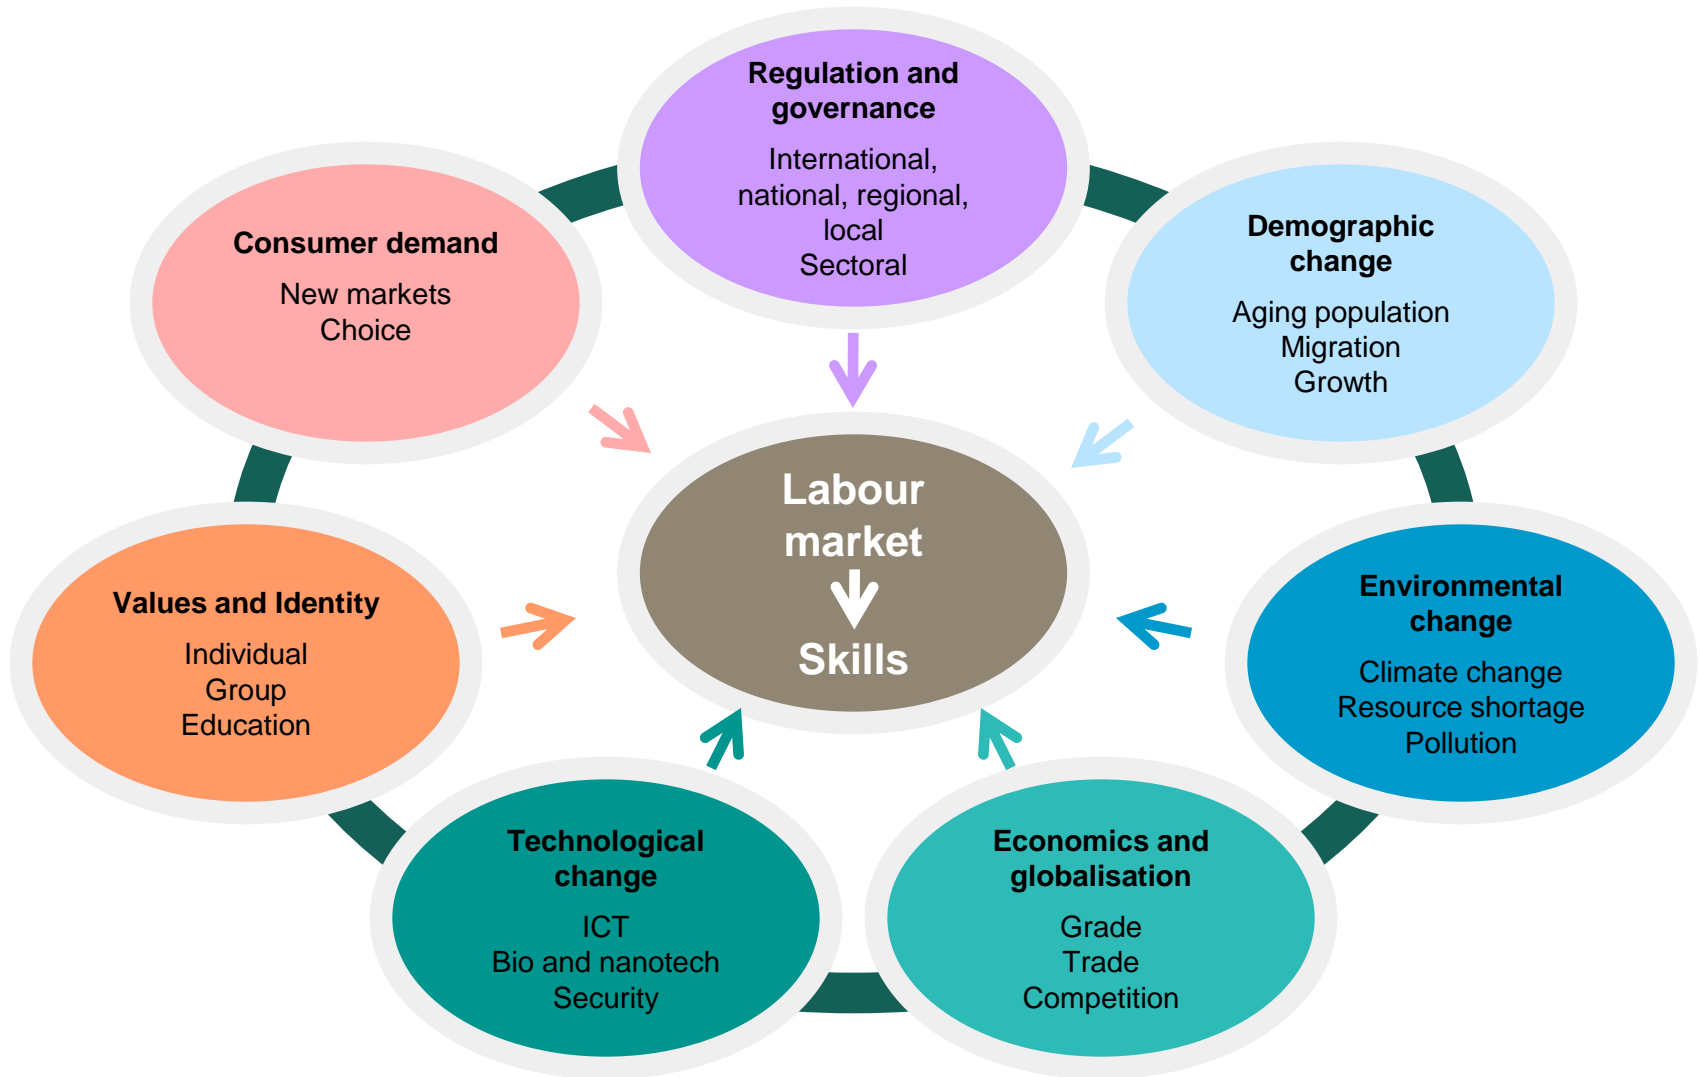 Regulation and
governance
International,
national, regional,
local
Sectoral
Demographic
change
Aging population
Migration
Growth
Environmental
change
Climate change
Resource shortage
Pollution
Economics and
globalisation
Grade
Trade
Competition
Technological
change
ICT
Bio and nanotech
Security
Values and Identity
Individual
Group
Education
Consumer demand
New markets
Choice
Labour
market
Skills